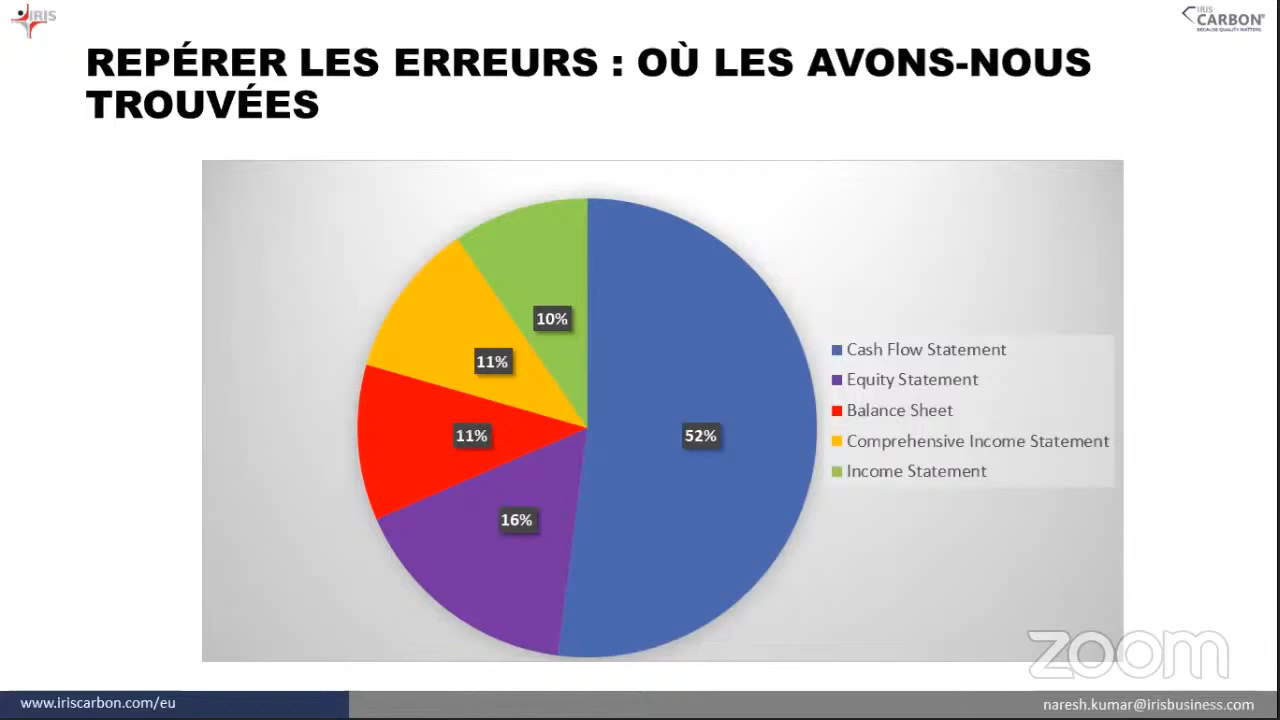 IRIS
IRIS
CARBON®
BECAUSE QUALITY MATTERS
REPÉRER LES ERREURS : OÙ LES AVONS-NOUS
TROUVÉES
10%
11%
11%
52%
16%
Cash Flow Statement
Equity Statement
Balance Sheet
Comprehensive Income Statement
Income Statement
zoom
www.iriscarbon.com/eu
naresh.kumar@irisbusiness.com